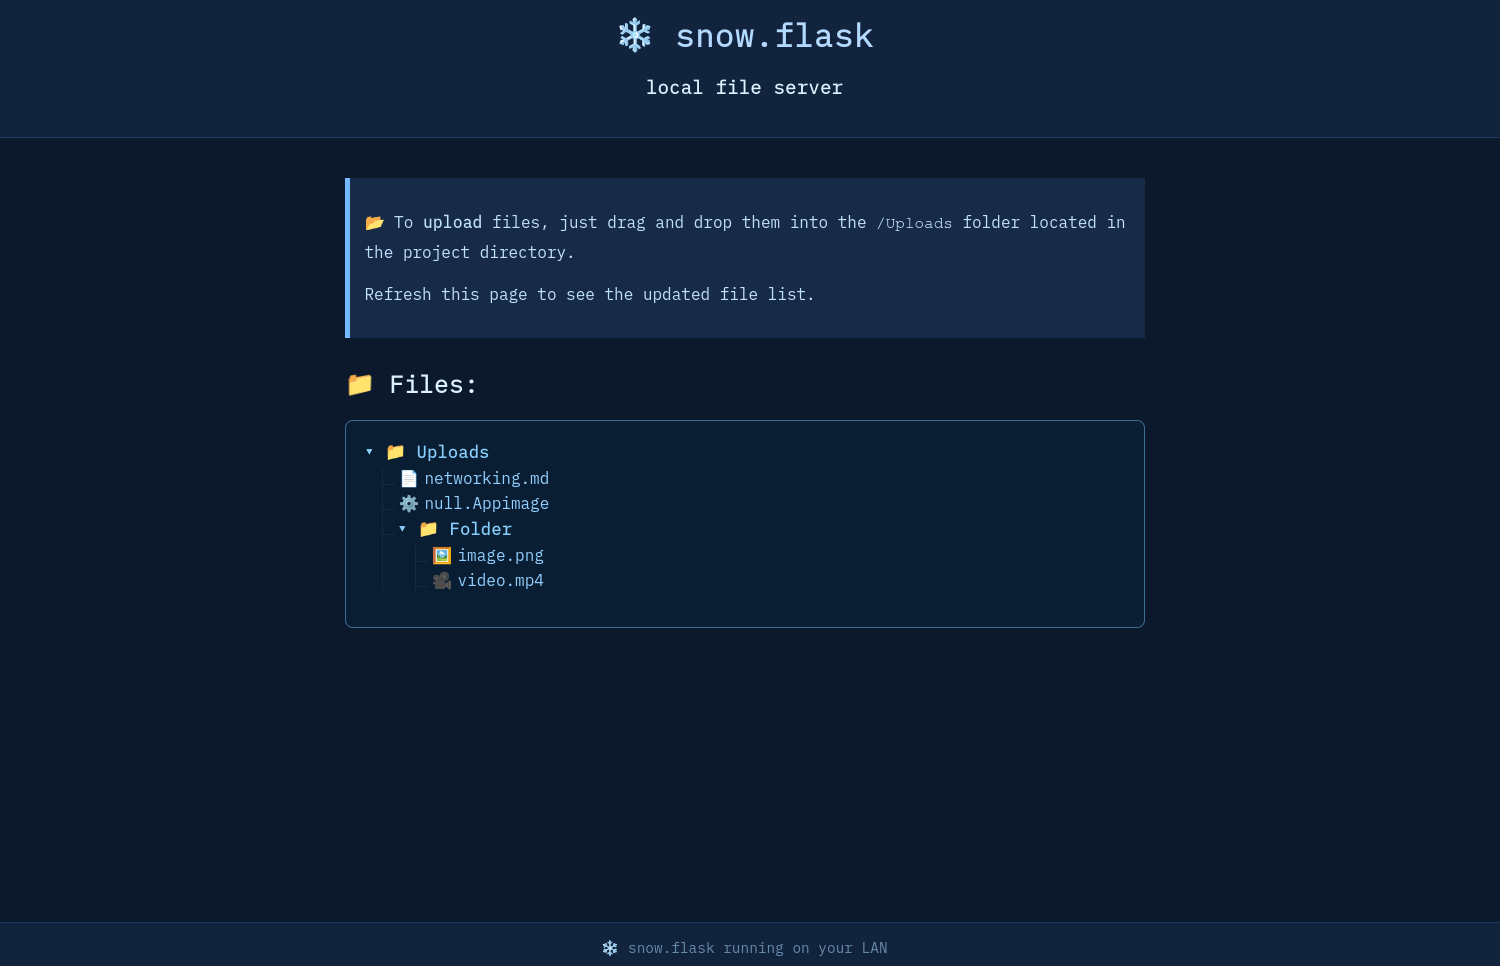 ❄️ snow.flask
local file server
📂 To upload files, just drag and drop them into the /Uploads folder located in
the project directory.
Refresh this page to see the updated file list.
📁 Files:
▾ 📁 Uploads
📄 networking.md
⚙️ null.Appimage
▾ 📁 Folder
🖼️ image.png
🎥 video.mp4
❄️ snow.flask running on your LAN